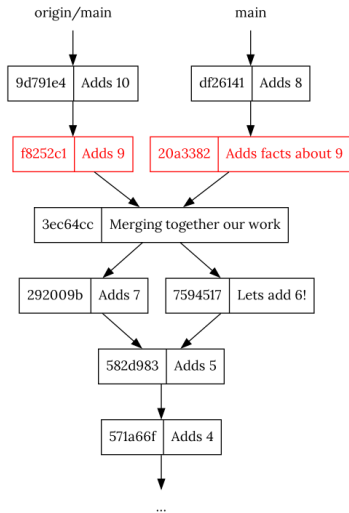 origin/main
main
9d791e4 Adds 10
df26141 Adds 8
f8252c1 Adds 9
20a3382 Adds facts about 9
3ec64cc Merging together our work
292009b Adds 7
7594517 Lets add 6!
582d983 Adds 5
571a66f Adds 4
...